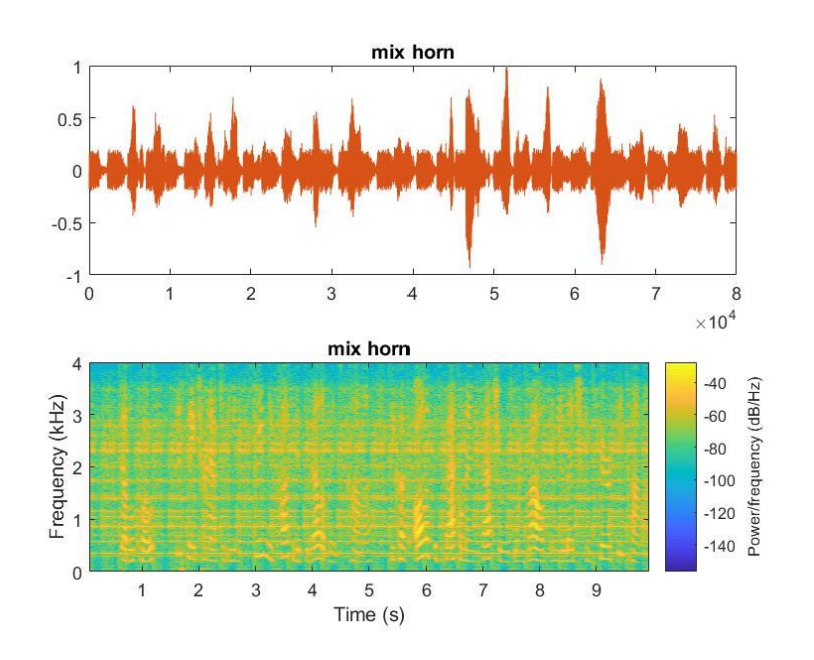 mix horn
1
0.5
0
-0.5
-1
0 1 2 3 4 5 6 7 8
×10⁴
mix horn
4
3
2
1
0
Frequency (kHz)
1 2 3 4 5 6 7 8 9
Time (s)
-40
-60
-80
-100
-120
-140
Power/frequency (dB/Hz)